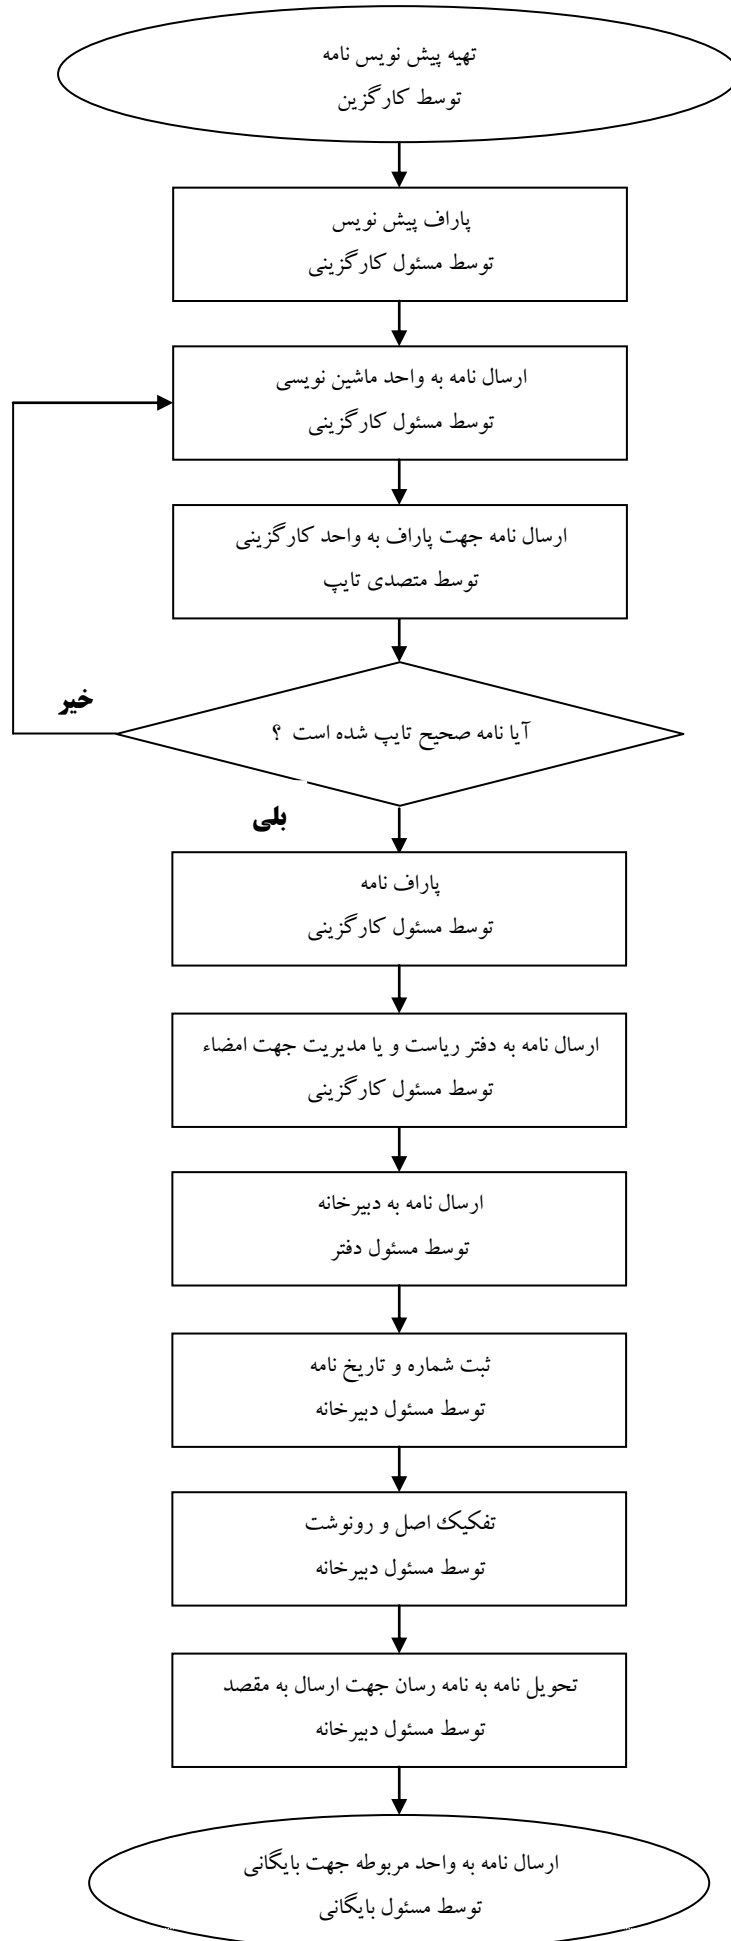 تهیه پیش نویس نامه
توسط کارگزین
پاراف پیش نویس
توسط مسئول کارگزینی
ارسال نامه به واحد ماشین نویسی
توسط مسئول کارگزینی
ارسال نامه جهت پاراف به واحد کارگزینی
توسط متصدی تایپ
آیا نامه صحیح تایپ شده است ؟
خیر
بلی
پاراف نامه
توسط مسئول کارگزینی
ارسال نامه به دفتر ریاست و یا مدیریت جهت امضاء
توسط مسئول کارگزینی
ارسال نامه به دبیرخانه
توسط مسئول دفتر
ثبت شماره و تاریخ نامه
توسط مسئول دبیرخانه
تفکیک اصل و رونوشت
توسط مسئول دبیرخانه
تحویل نامه به نامه رسان جهت ارسال به مقصد
توسط مسئول دبیرخانه
ارسال نامه به واحد مربوطه جهت بایگانی
توسط مسئول بایگانی